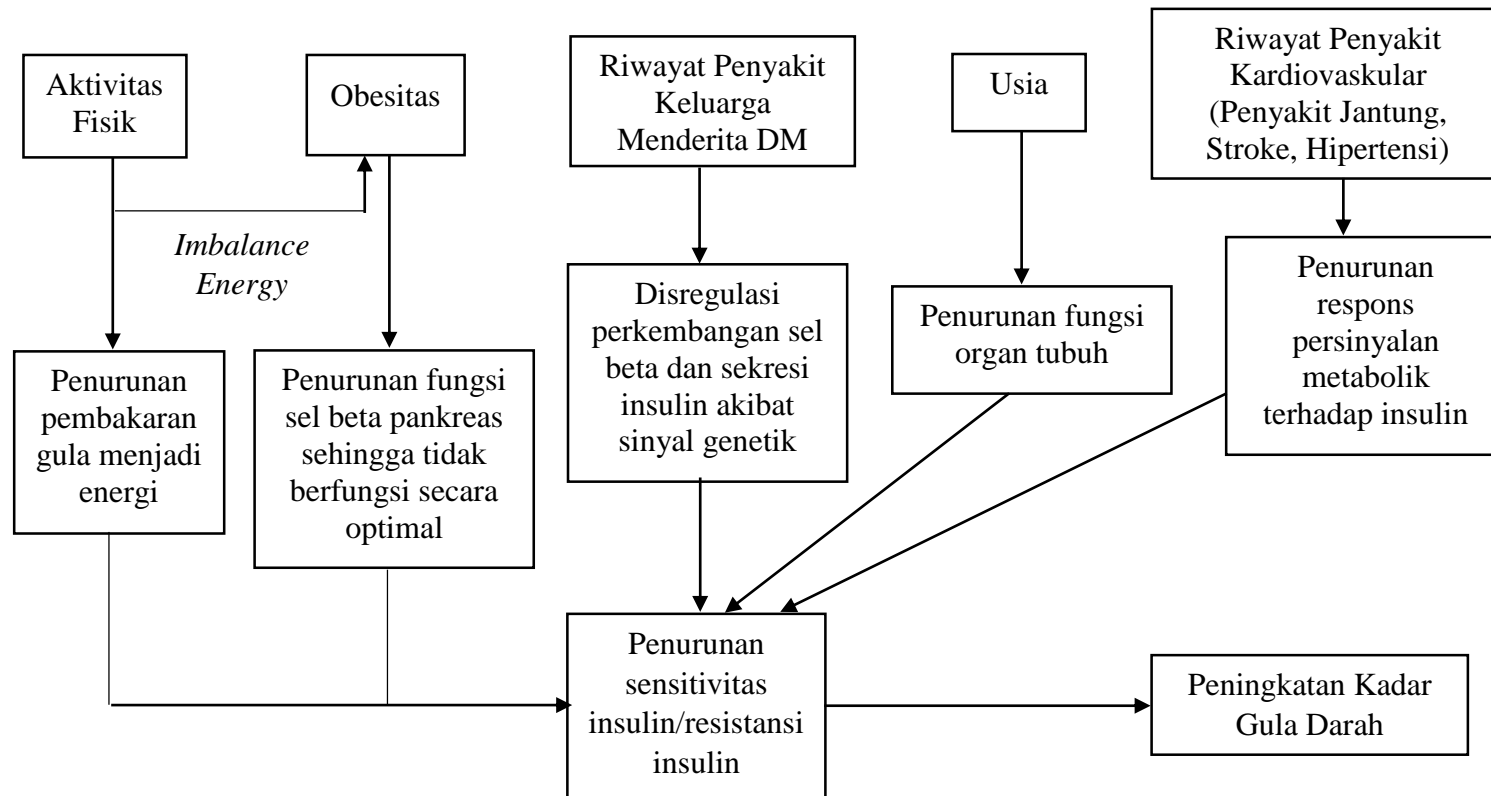 Aktivitas
Fisik
Obesitas
Riwayat Penyakit
Keluarga
Menderita DM
Usia
Riwayat Penyakit
Kardiovaskular
(Penyakit Jantung,
Stroke, Hipertensi)
Imbalance
Energy
Penurunan
pembakaran
gula menjadi
energi
Penurunan fungsi
sel beta pankreas
sehingga tidak
berfungsi secara
optimal
Disregulasi
perkembangan sel
beta dan sekresi
insulin akibat
sinyal genetik
Penurunan fungsi
organ tubuh
Penurunan
respons
persinyalan
metabolik
terhadap insulin
Penurunan
sensitivitas
insulin/resistansi
insulin
Peningkatan Kadar
Gula Darah